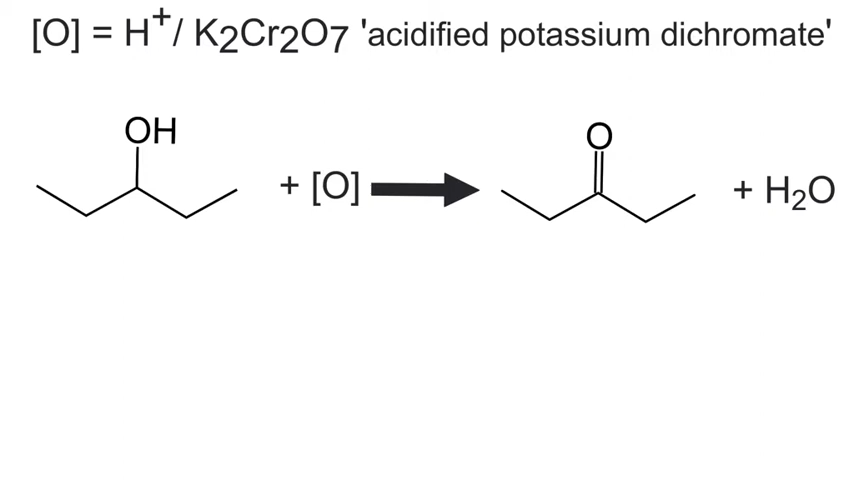 [O] = H⁺/ K₂Cr₂O₇ 'acidified potassium dichromate'
OH
O
+ [O]
+ H₂O